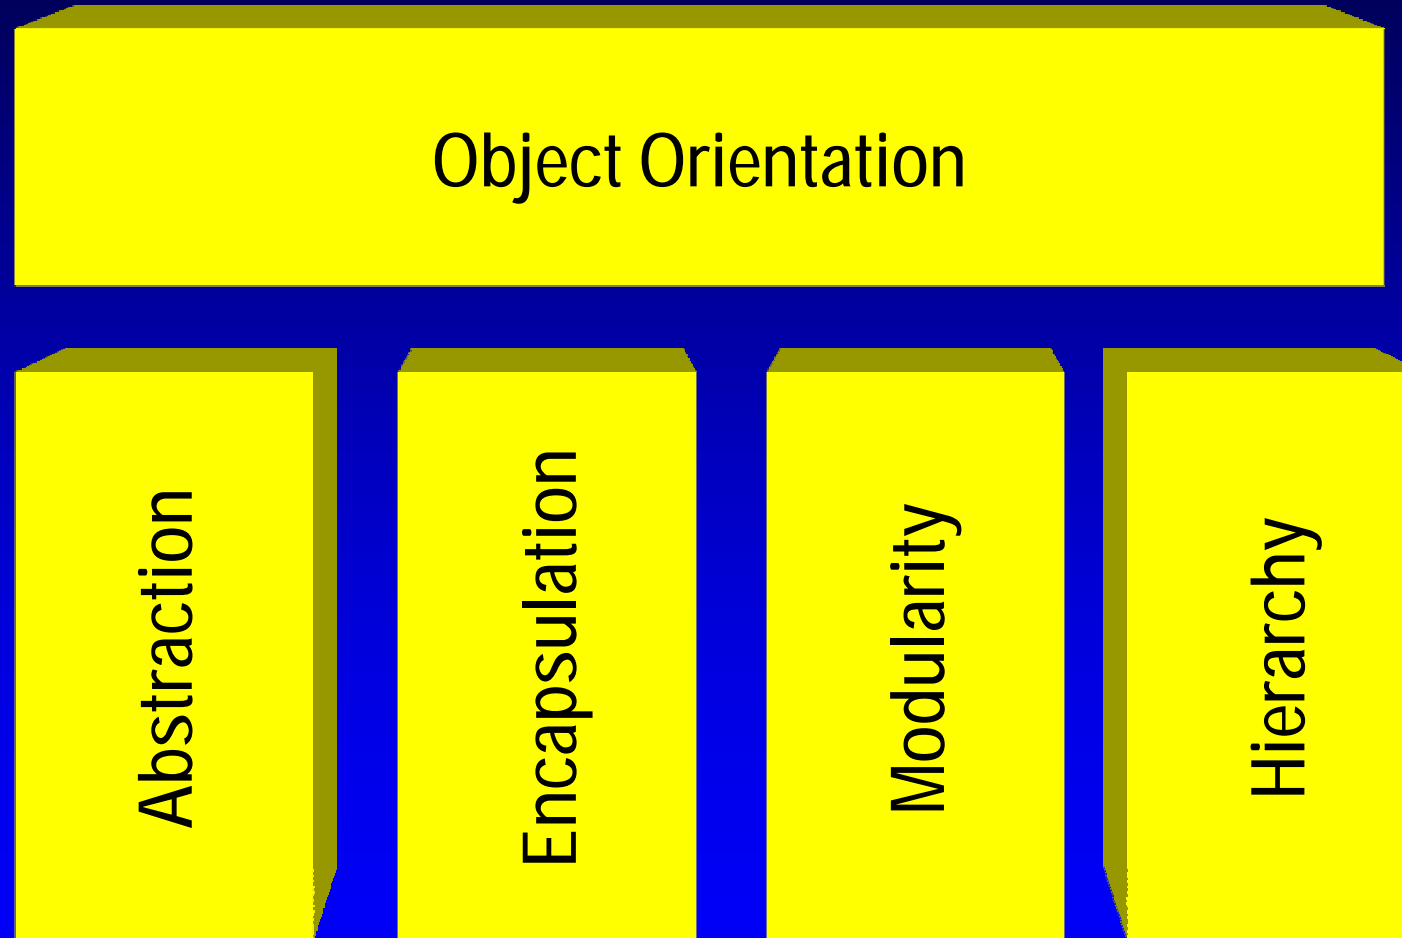 Object Orientation
Abstraction
Encapsulation
Modularity
Hierarchy